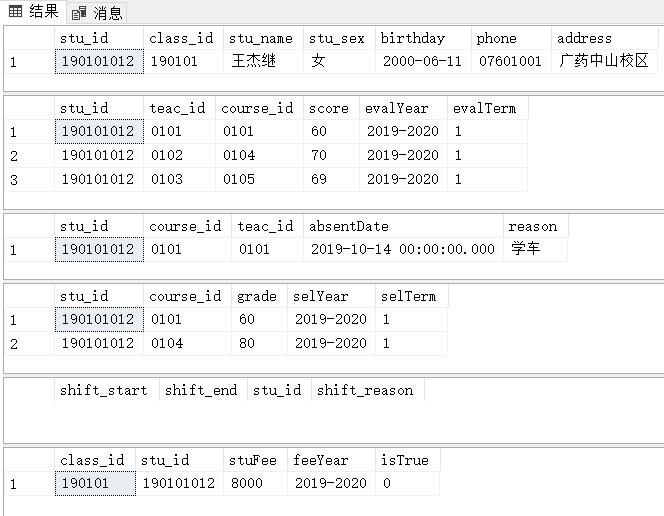 结果 消息
stu_id class_id stu_name stu_sex birthday phone address
1 190101012 190101 王杰继 女 2000-06-11 07601001 广药中山校区
stu_id teac_id course_id score evalYear evalTerm
1 190101012 0101 0101 60 2019-2020 1
2 190101012 0102 0104 70 2019-2020 1
3 190101012 0103 0105 69 2019-2020 1
stu_id course_id teac_id absentDate reason
1 190101012 0101 0101 2019-10-14 00:00:00.000 学车
stu_id course_id grade selYear selTerm
1 190101012 0101 60 2019-2020 1
2 190101012 0104 80 2019-2020 1
shift_start shift_end stu_id shift_reason
class_id stu_id stuFee feeYear isTrue
1 190101 190101012 8000 2019-2020 0